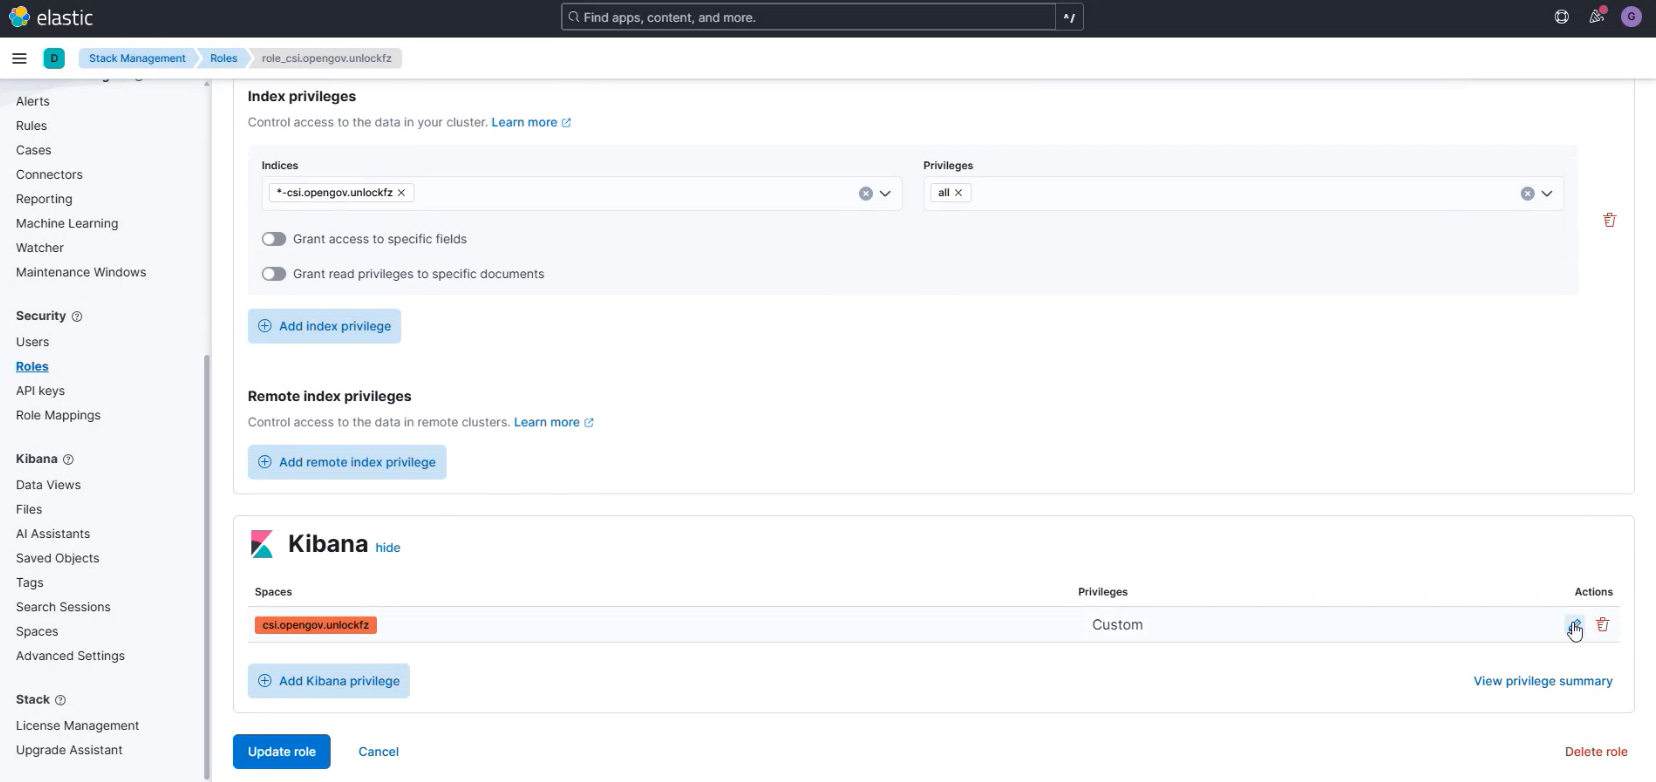 elastic
Find apps, content, and more.
^/
G
D
Stack Management
Roles
role_csi.opengov.unlockfz
Alerts
Rules
Cases
Connectors
Reporting
Machine Learning
Watcher
Maintenance Windows
Security
Users
Roles
API keys
Role Mappings
Kibana
Data Views
Files
AI Assistants
Saved Objects
Tags
Search Sessions
Spaces
Advanced Settings
Stack
License Management
Upgrade Assistant
Index privileges
Control access to the data in your cluster. Learn more
Indices
Privileges
*-csi.opengov.unlockfz
all
Grant access to specific fields
Grant read privileges to specific documents
Add index privilege
Remote index privileges
Control access to the data in remote clusters. Learn more
Add remote index privilege
Kibana hide
Spaces
Privileges
Actions
csi.opengov.unlockfz
Custom
Add Kibana privilege
View privilege summary
Update role
Cancel
Delete role